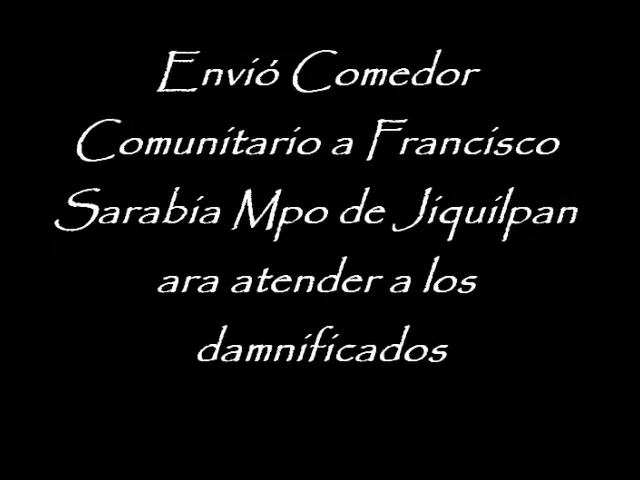 Envió Comedor
Comunitario a Francisco
Sarabia Mpo de Jiquilpan
ara atender a los
damnificados